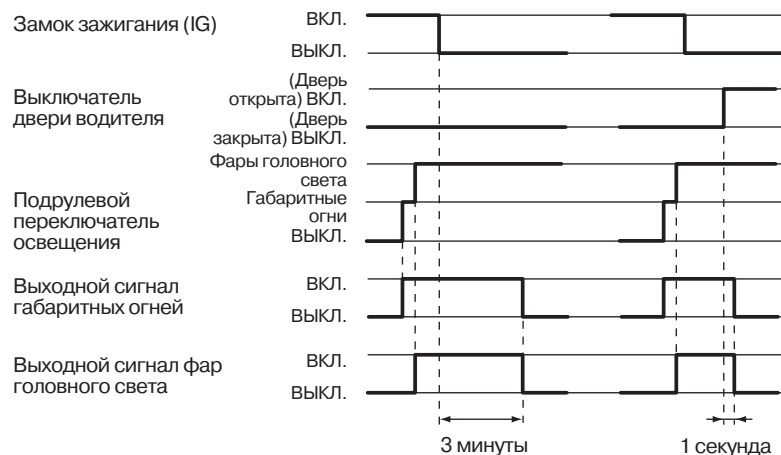 Замок зажигания (IG)
ВКЛ.
ВЫКЛ.
Выключатель
двери водителя
(Дверь
открыта) ВКЛ.
(Дверь
закрыта) ВЫКЛ.
Подрулевой
переключатель
освещения
Фары головного
света
Габаритные
огни
ВЫКЛ.
Выходной сигнал
габаритных огней
ВКЛ.
ВЫКЛ.
Выходной сигнал фар
головного света
ВКЛ.
ВЫКЛ.
3 минуты
1 секунда